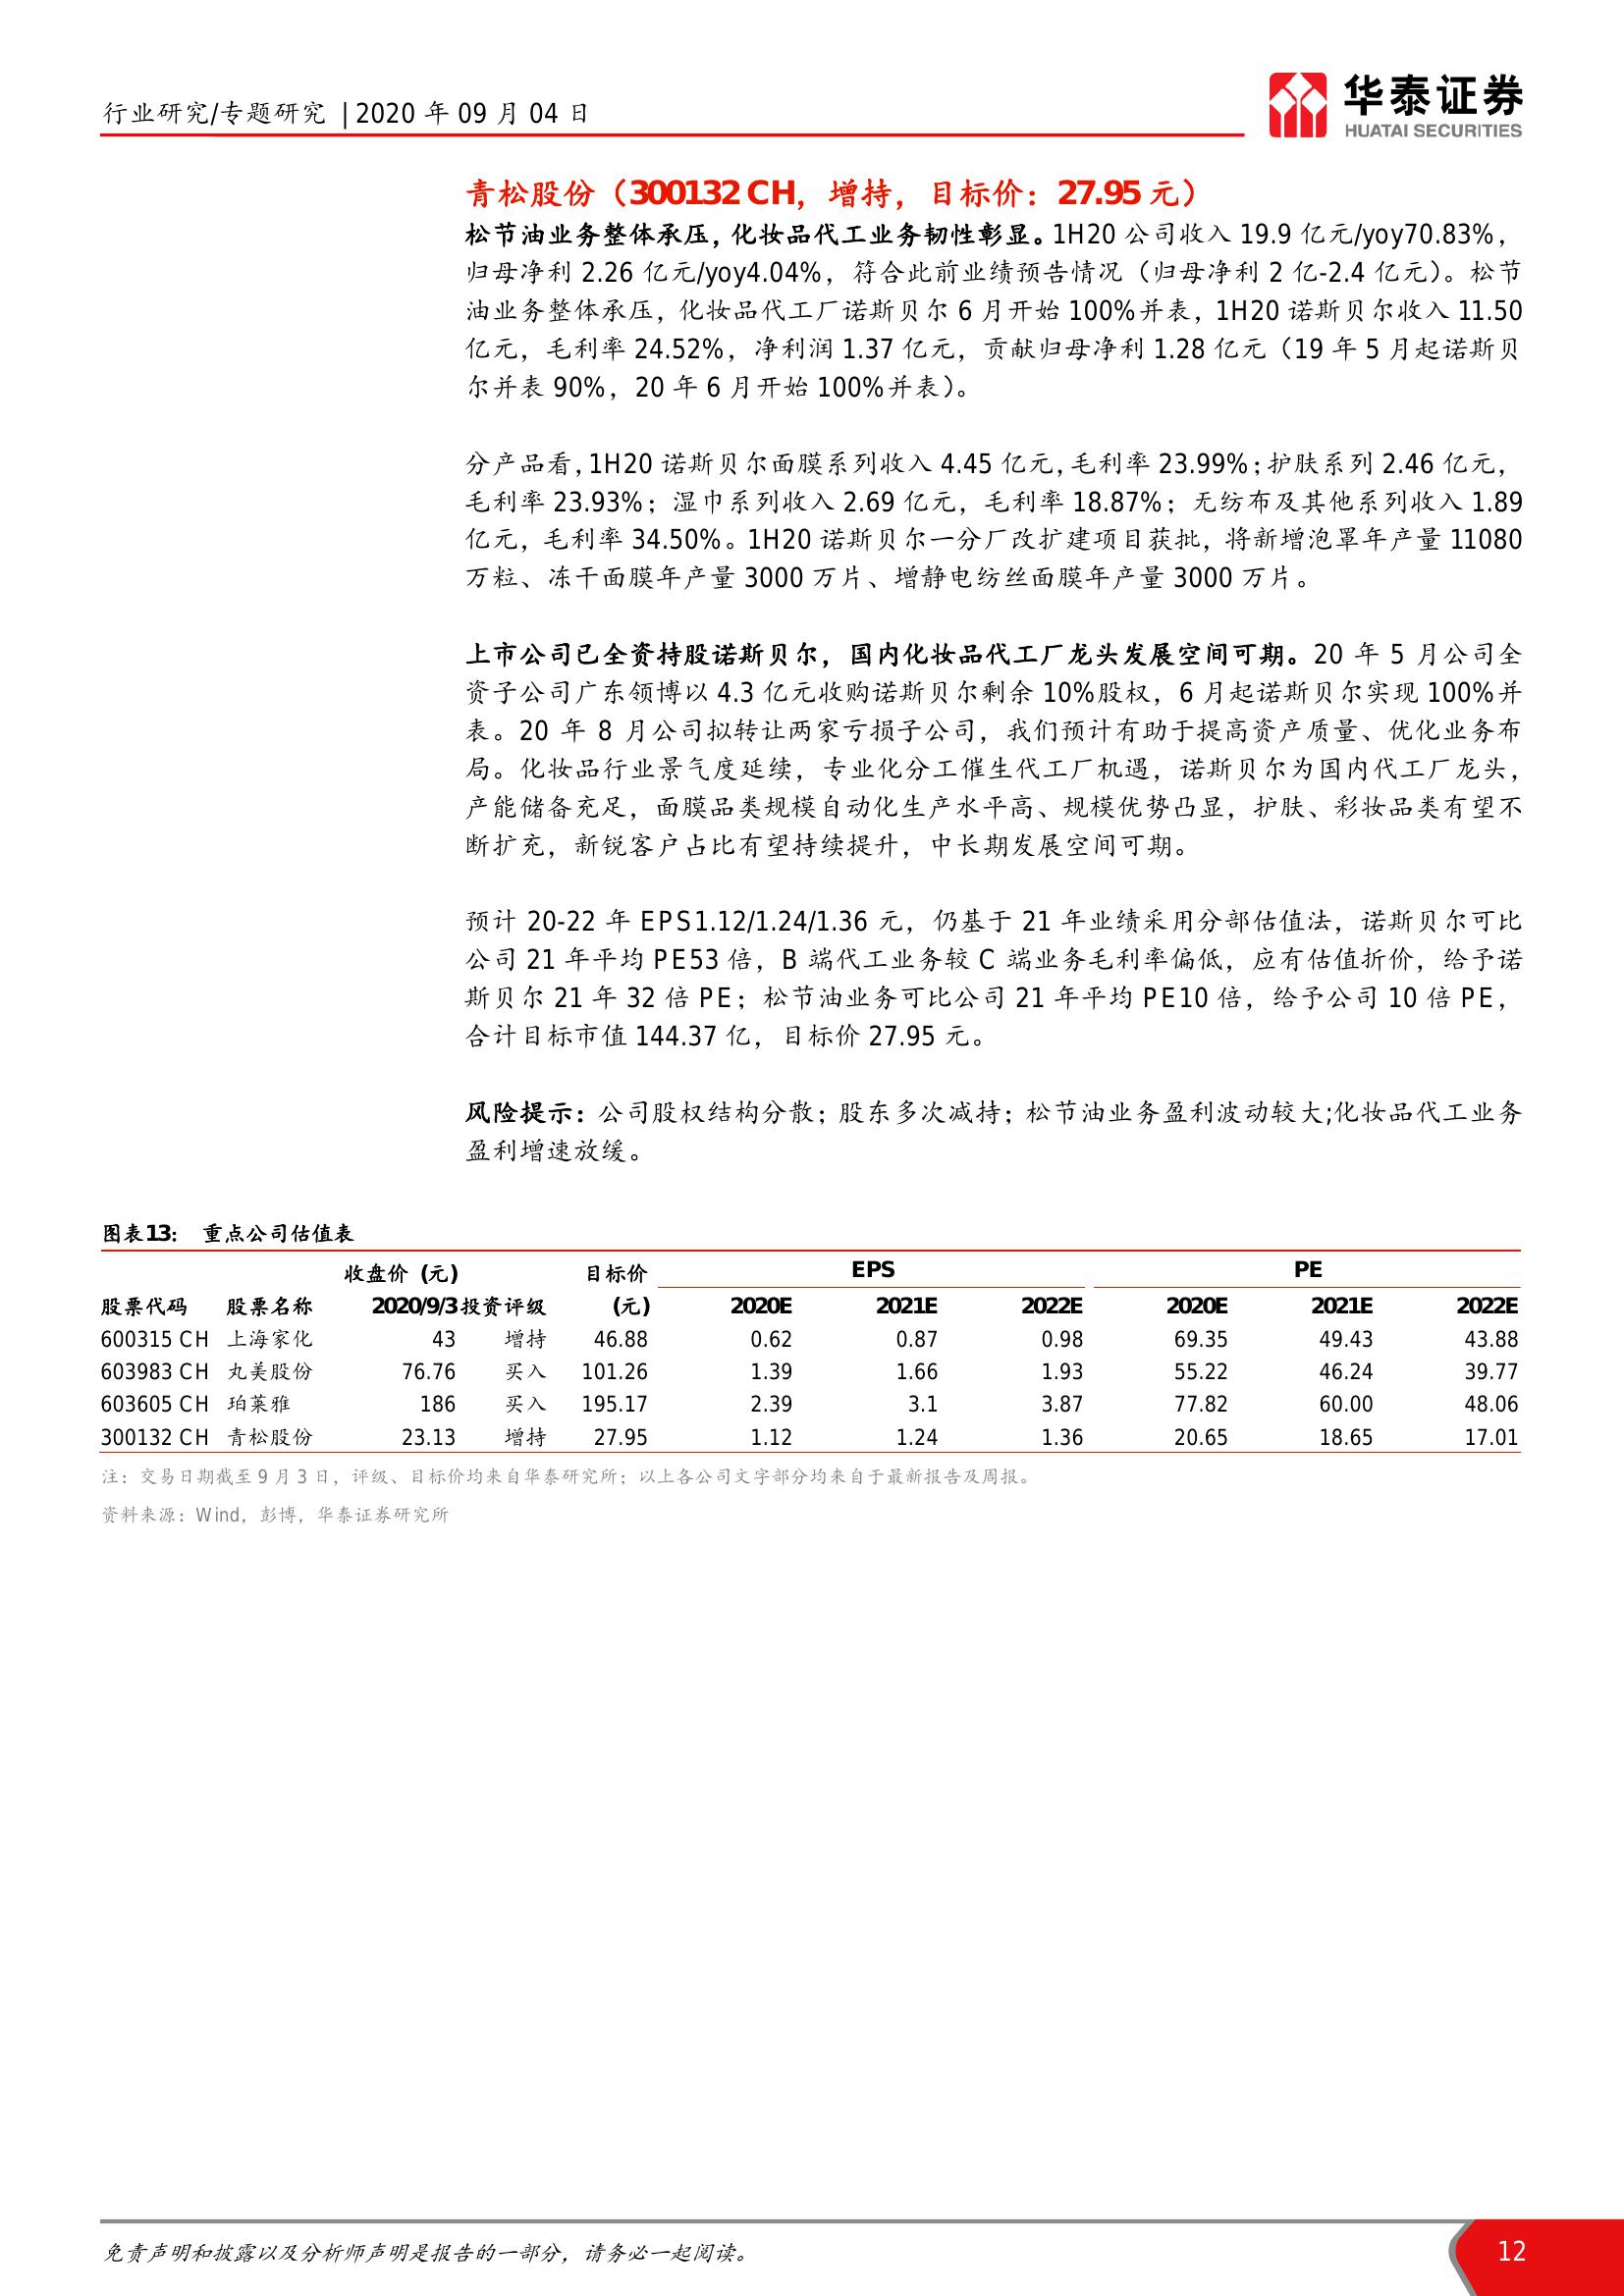 行业研究/专题研究 | 2020 年 09 月 04 日
华泰证券
HUATAI SECURITIES
青松股份（300132 CH，增持，目标价：27.95 元）
松节油业务整体承压，化妆品代工业务韧性彰显。1H20 公司收入 19.9 亿元/yoy70.83%，
归母净利 2.26 亿元/yoy4.04%，符合此前业绩预告情况（归母净利 2 亿-2.4 亿元）。松节
油业务整体承压，化妆品代工厂诺斯贝尔 6 月开始 100%并表，1H20 诺斯贝尔收入 11.50
亿元，毛利率 24.52%，净利润 1.37 亿元，贡献归母净利 1.28 亿元（19 年 5 月起诺斯贝
尔并表 90%，20 年 6 月开始 100%并表）。
分产品看，1H20 诺斯贝尔面膜系列收入 4.45 亿元，毛利率 23.99%；护肤系列 2.46 亿元，
毛利率 23.93%；湿巾系列收入 2.69 亿元，毛利率 18.87%；无纺布及其他系列收入 1.89
亿元，毛利率 34.50%。1H20 诺斯贝尔一分厂改扩建项目获批，将新增泡罩年产量 11080
万粒、冻干面膜年产量 3000 万片、增静电纺丝面膜年产量 3000 万片。
上市公司已全资持股诺斯贝尔，国内化妆品代工厂龙头发展空间可期。20 年 5 月公司全
资子公司广东领博以 4.3 亿元收购诺斯贝尔剩余 10%股权，6 月起诺斯贝尔实现 100%并
表。20 年 8 月公司拟转让两家亏损子公司，我们预计有助于提高资产质量、优化业务布
局。化妆品行业景气度延续，专业化分工催生代工厂机遇，诺斯贝尔为国内代工厂龙头，
产能储备充足，面膜品类规模自动化生产水平高、规模优势凸显，护肤、彩妆品类有望不
断扩充，新锐客户占比有望持续提升，中长期发展空间可期。
预计 20-22 年 EPS1.12/1.24/1.36 元，仍基于 21 年业绩采用分部估值法，诺斯贝尔可比
公司 21 年平均 PE53 倍，B 端代工业务较 C 端业务毛利率偏低，应有估值折价，给予诺
斯贝尔 21 年 32 倍 PE；松节油业务可比公司 21 年平均 PE10 倍，给予公司 10 倍 PE，
合计目标市值 144.37 亿，目标价 27.95 元。
风险提示：公司股权结构分散；股东多次减持；松节油业务盈利波动较大;化妆品代工业务
盈利增速放缓。
图表13： 重点公司估值表
收盘价 (元) 目标价 EPS PE
股票代码 股票名称 2020/9/3 投资评级 (元) 2020E 2021E 2022E 2020E 2021E 2022E
600315 CH 上海家化 43 增持 46.88 0.62 0.87 0.98 69.35 49.43 43.88
603983 CH 丸美股份 76.76 买入 101.26 1.39 1.66 1.93 55.22 46.24 39.77
603605 CH 珀莱雅 186 买入 195.17 2.39 3.1 3.87 77.82 60.00 48.06
300132 CH 青松股份 23.13 增持 27.95 1.12 1.24 1.36 20.65 18.65 17.01
注：交易日期截至 9 月 3 日，评级、目标价均来自华泰研究所；以上各公司文字部分均来自于最新报告及周报。
资料来源：Wind，彭博，华泰证券研究所
免责声明和披露以及分析师声明是报告的一部分，请务必一起阅读。
12